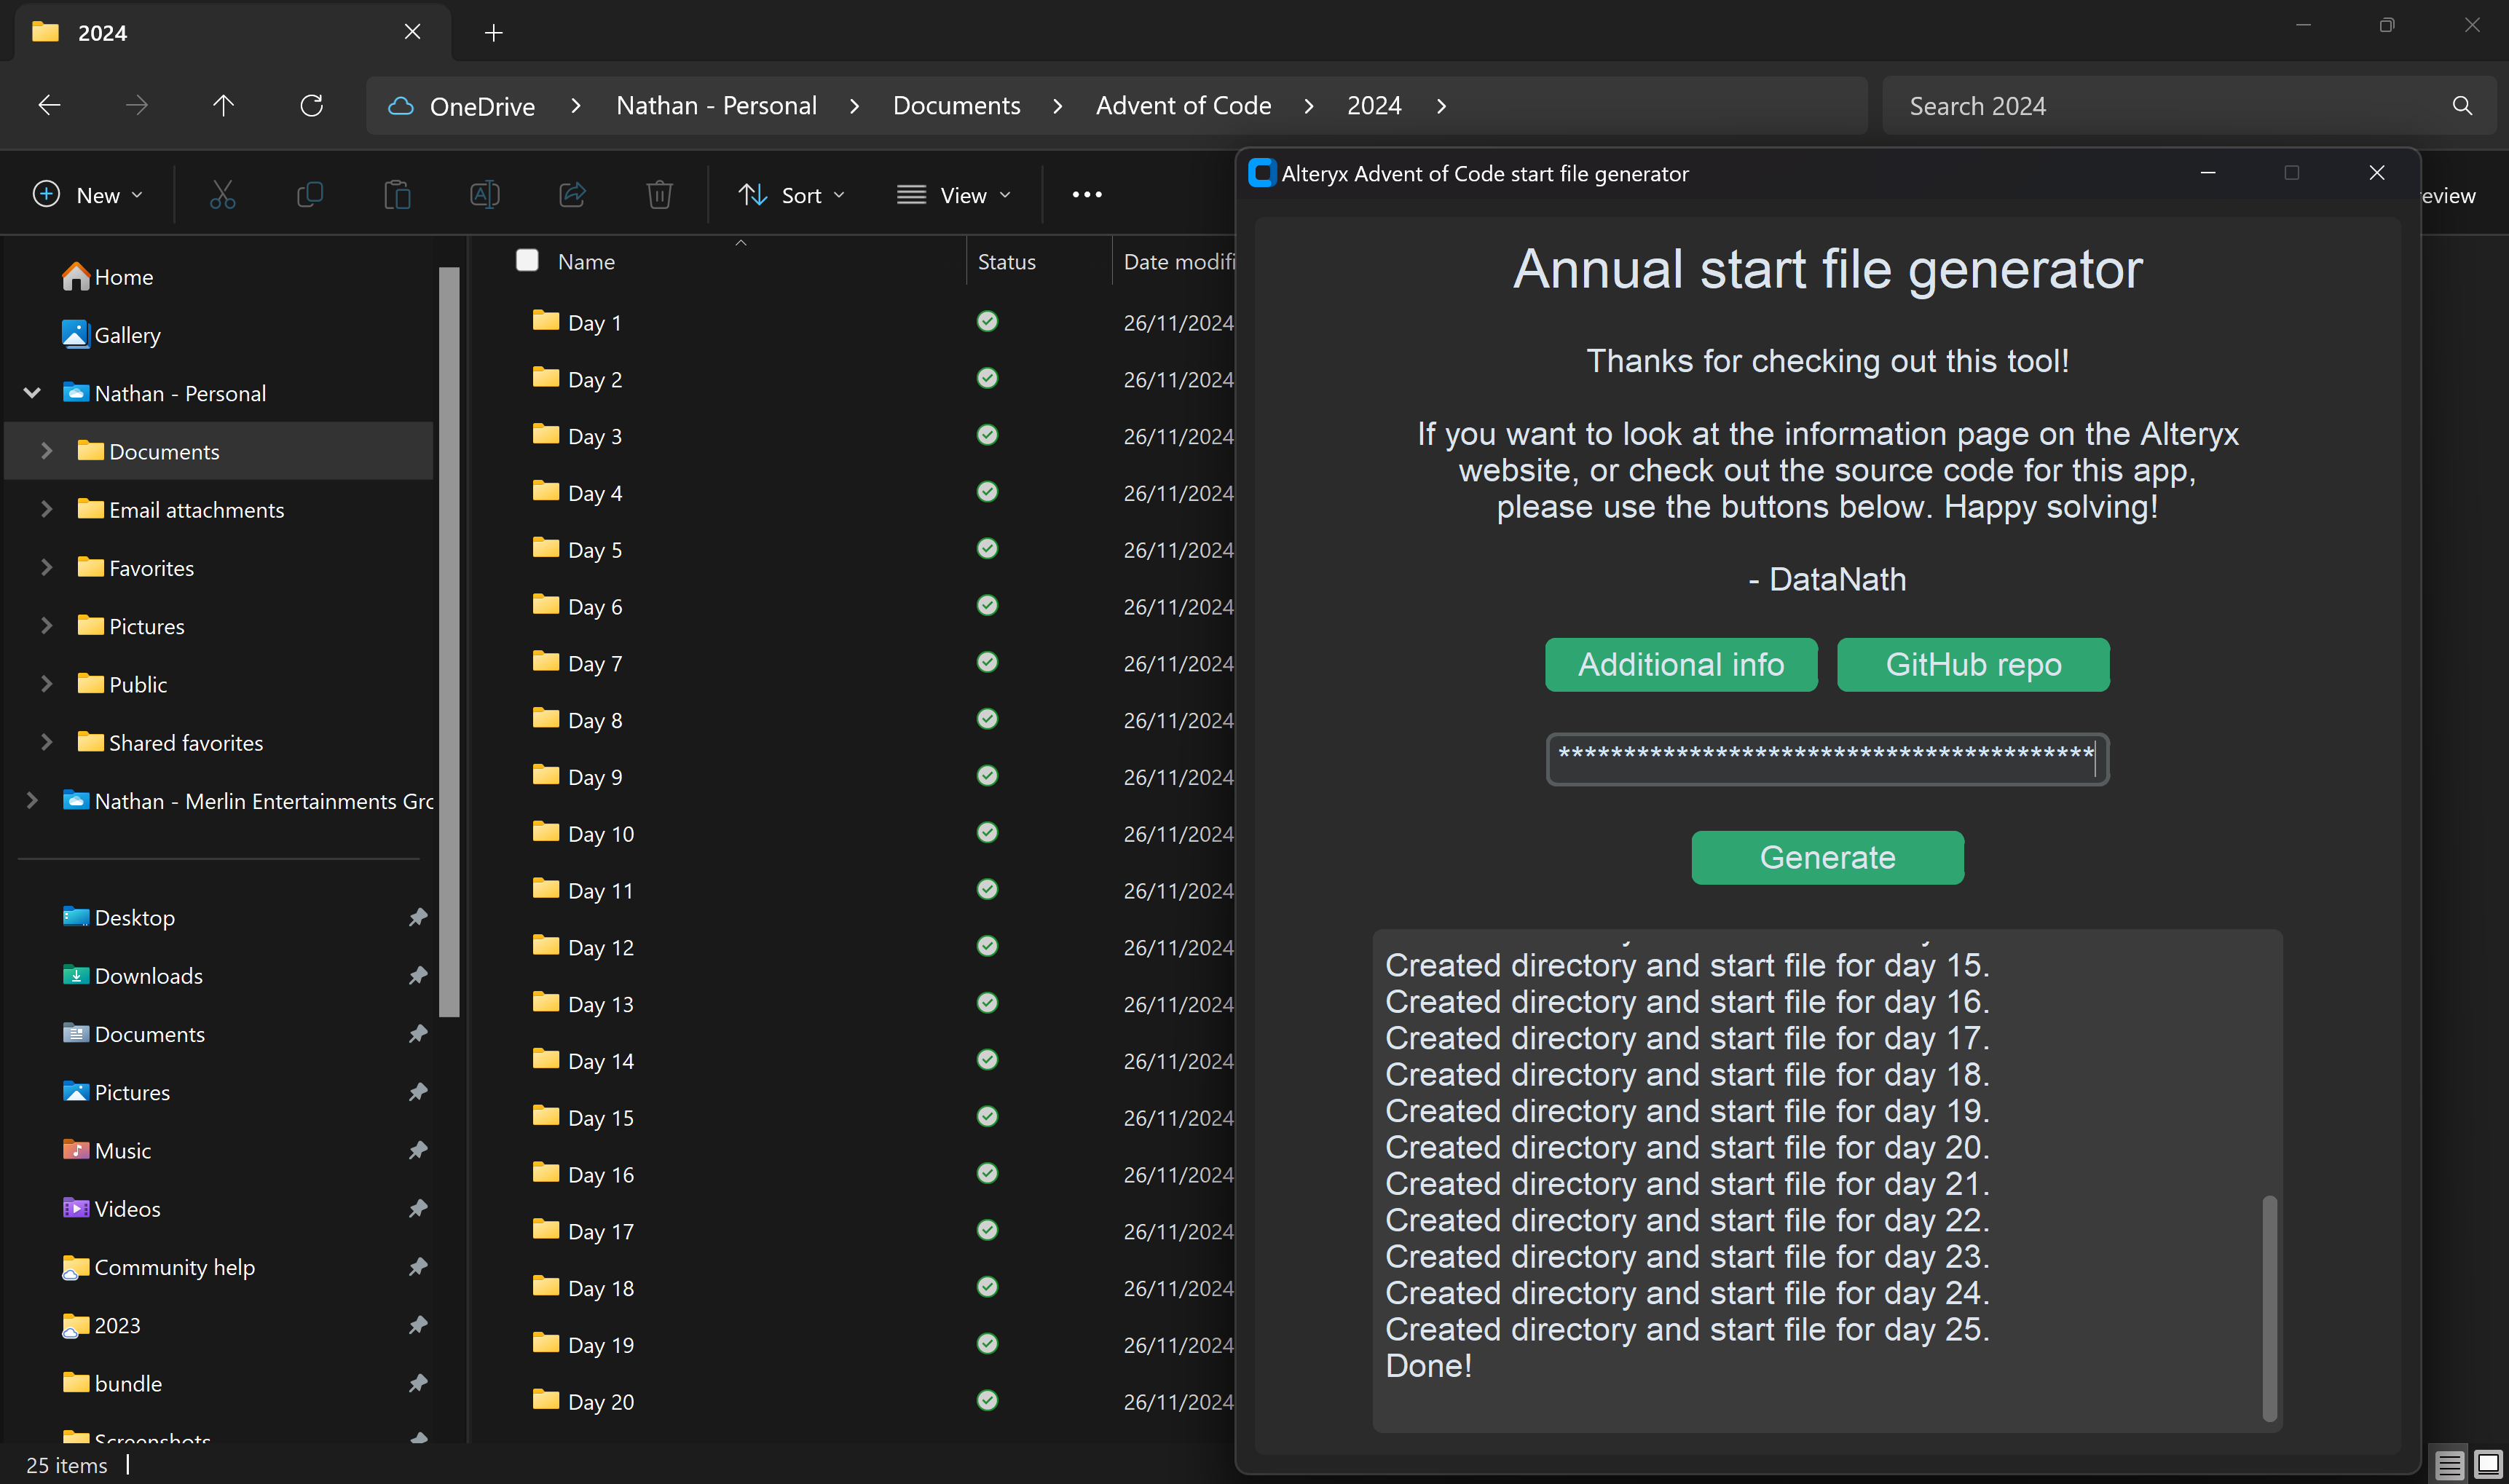 2024
OneDrive
Nathan - Personal
Documents
Advent of Code
2024
Search 2024
New
Sort
View
eview
Home
Gallery
Nathan - Personal
Documents
Email attachments
Favorites
Pictures
Public
Shared favorites
Nathan - Merlin Entertainments Grc
Desktop
Downloads
Documents
Pictures
Music
Videos
Community help
2023
bundle
Screenshots
25 items
Name Status Date modifi
Day 1 26/11/2024
Day 2 26/11/2024
Day 3 26/11/2024
Day 4 26/11/2024
Day 5 26/11/2024
Day 6 26/11/2024
Day 7 26/11/2024
Day 8 26/11/2024
Day 9 26/11/2024
Day 10 26/11/2024
Day 11 26/11/2024
Day 12 26/11/2024
Day 13 26/11/2024
Day 14 26/11/2024
Day 15 26/11/2024
Day 16 26/11/2024
Day 17 26/11/2024
Day 18 26/11/2024
Day 19 26/11/2024
Day 20 26/11/2024
Alteryx Advent of Code start file generator
Annual start file generator
Thanks for checking out this tool!
If you want to look at the information page on the Alteryx
website, or check out the source code for this app,
please use the buttons below. Happy solving!
- DataNath
Additional info
GitHub repo
*****************************************
Generate
Created directory and start file for day 15.
Created directory and start file for day 16.
Created directory and start file for day 17.
Created directory and start file for day 18.
Created directory and start file for day 19.
Created directory and start file for day 20.
Created directory and start file for day 21.
Created directory and start file for day 22.
Created directory and start file for day 23.
Created directory and start file for day 24.
Created directory and start file for day 25.
Done!